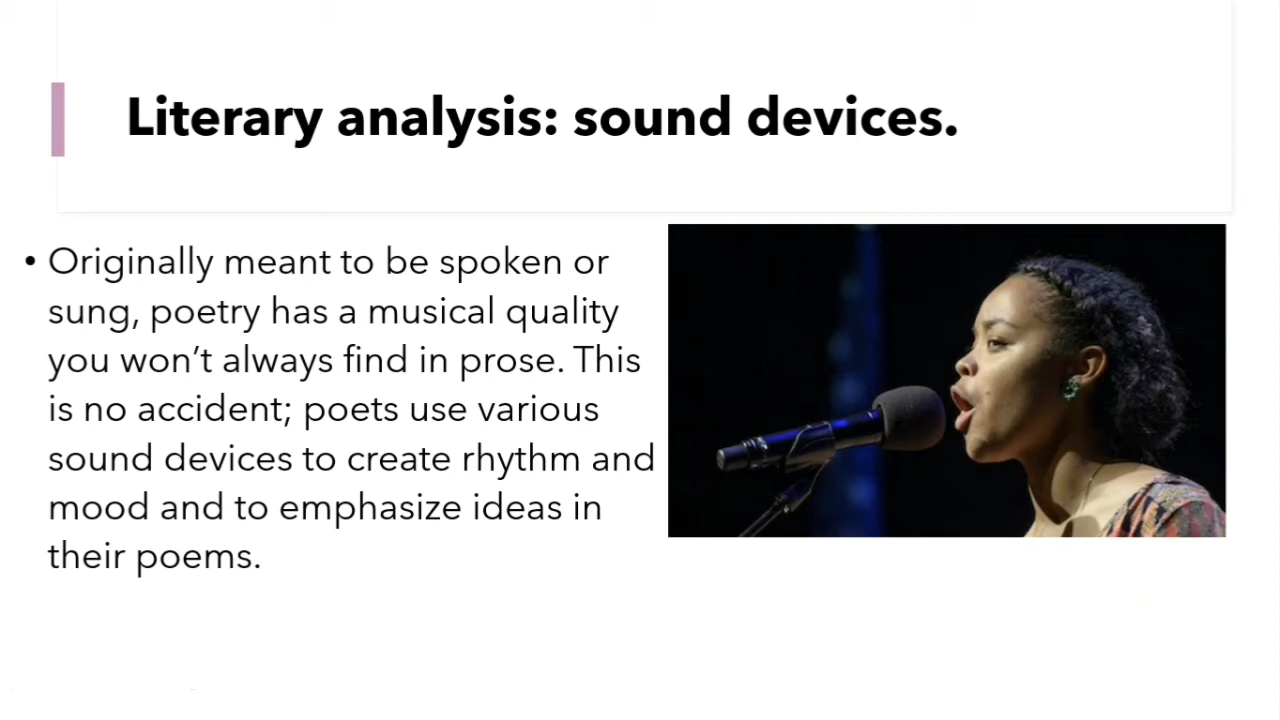 Literary analysis: sound devices.
• Originally meant to be spoken or
sung, poetry has a musical quality
you won’t always find in prose. This
is no accident; poets use various
sound devices to create rhythm and
mood and to emphasize ideas in
their poems.